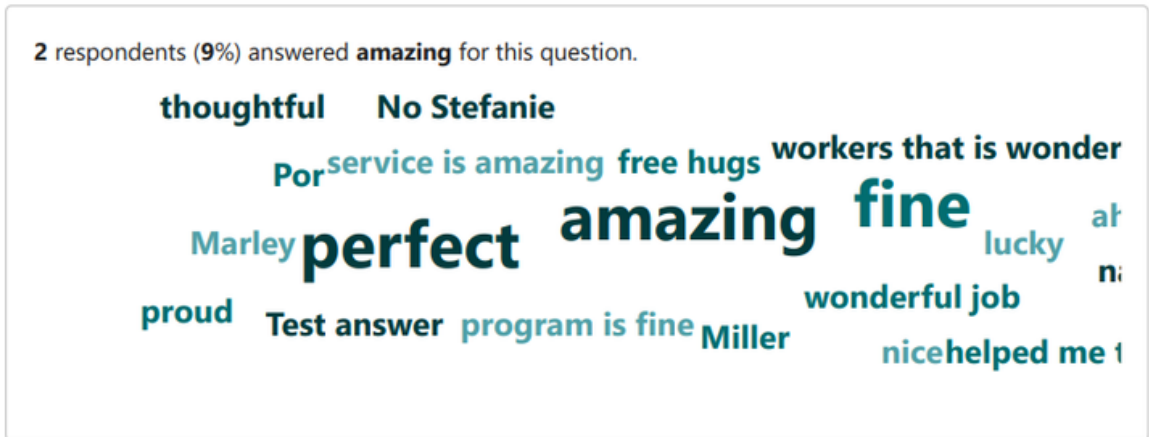 2 respondents (9%) answered amazing for this question.
thoughtful No Stefanie
workers that is wonder
Por service is amazing free hugs
perfect amazing fine
Marley lucky ah
proud Test answer program is fine Miller wonderful job
nice helped me t